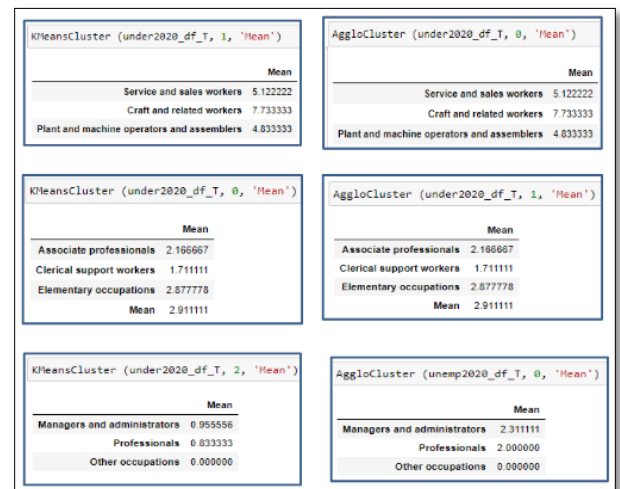 KMeansCluster (under2020_df_T, 1, 'Mean')
Mean
Service and sales workers 5.122222
Craft and related workers 7.733333
Plant and machine operators and assemblers 4.833333
AggloCluster (under2020_df_T, 0, 'Mean')
Mean
Service and sales workers 5.122222
Craft and related workers 7.733333
Plant and machine operators and assemblers 4.833333
KMeansCluster (under2020_df_T, 0, 'Mean')
Mean
Associate professionals 2.166667
Clerical support workers 1.711111
Elementary occupations 2.877778
Mean 2.911111
AggloCluster (under2020_df_T, 1, 'Mean')
Mean
Associate professionals 2.166667
Clerical support workers 1.711111
Elementary occupations 2.877778
Mean 2.911111
KMeansCluster (under2020_df_T, 2, 'Mean')
Mean
Managers and administrators 0.955556
Professionals 0.833333
Other occupations 0.000000
AggloCluster (unemp2020_df_T, 0, 'Mean')
Mean
Managers and administrators 2.311111
Professionals 2.000000
Other occupations 0.000000